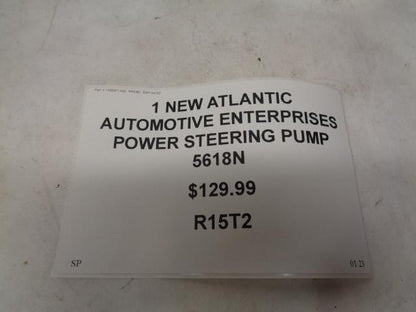 1 NEW ATLANTIC
AUTOMOTIVE ENTERPRISES
POWER STEERING PUMP
5618N
$129.99
R15T2
SP 01/23